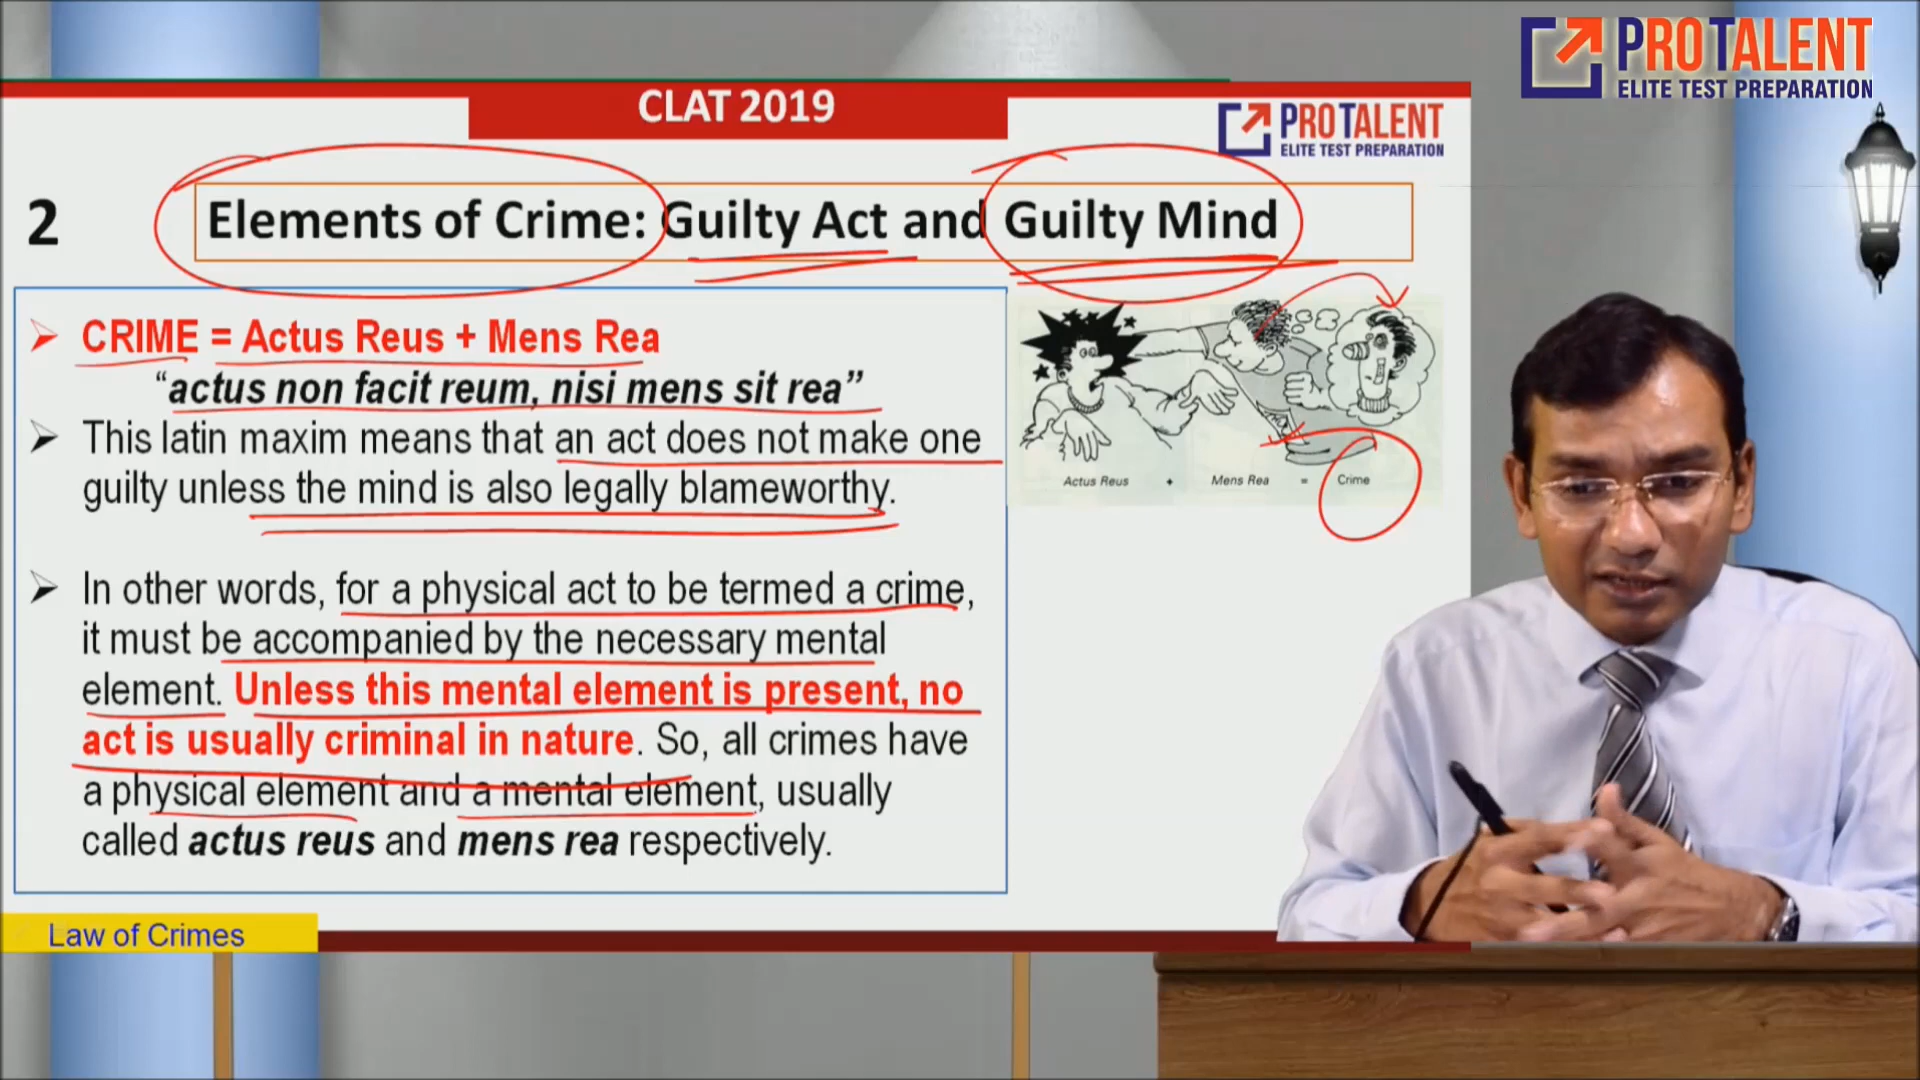 PROTALENT
ELITE TEST PREPARATION
CLAT 2019
PROTALENT
ELITE TEST PREPARATION
2
Elements of Crime: Guilty Act and Guilty Mind
➢ CRIME = Actus Reus + Mens Rea
“actus non facit reum, nisi mens sit rea”
➢ This latin maxim means that an act does not make one
guilty unless the mind is also legally blameworthy.
➢ In other words, for a physical act to be termed a crime,
it must be accompanied by the necessary mental
element. Unless this mental element is present, no
act is usually criminal in nature. So, all crimes have
a physical element and a mental element, usually
called actus reus and mens rea respectively.
Actus Reus + Mens Rea = Crime
Law of Crimes